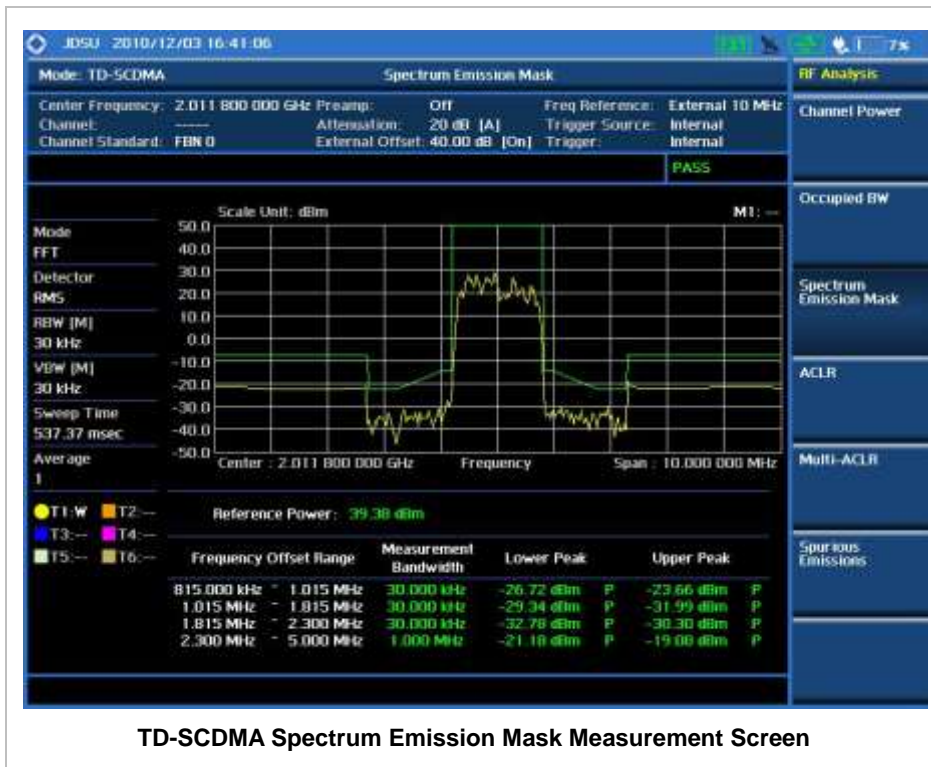 JDSU 2010/12/03 16:41:06 7%
Mode: TD-SCDMA Spectrum Emission Mask RF Analysis
Center Frequency: 2.011 800 000 GHz Preamp: Off Freq Reference: External 10 MHz
Channel: ----- Attenuation: 20 dB [A] Trigger Source: Internal
Channel Standard: FBN 0 External Offset: 40.00 dB [On] Trigger: Internal
PASS
Channel Power
Occupied BW
Spectrum
Emission Mask
ACLR
Multi-ACLR
Spurious
Emissions
Scale Unit: dBm M1: --
Mode
FFT
Detector
RMS
RBW [M]
30 kHz
VBW [M]
30 kHz
Sweep Time
537.37 msec
Average
1
T1:W T2:--
T3:-- T4:--
T5:-- T6:--
50.0
40.0
30.0
20.0
10.0
0.0
-10.0
-20.0
-30.0
-40.0
-50.0
Center : 2.011 800 000 GHz Frequency Span : 10.000 000 MHz
Reference Power: 39.38 dBm
Frequency Offset Range Measurement Bandwidth Lower Peak Upper Peak
815.000 kHz ~ 1.015 MHz 30.000 kHz -26.72 dBm P -23.66 dBm P
1.015 MHz ~ 1.815 MHz 30.000 kHz -29.34 dBm P -31.99 dBm P
1.815 MHz ~ 2.300 MHz 30.000 kHz -32.78 dBm P -30.30 dBm P
2.300 MHz ~ 5.000 MHz 1.000 MHz -21.18 dBm P -19.08 dBm P
TD-SCDMA Spectrum Emission Mask Measurement Screen